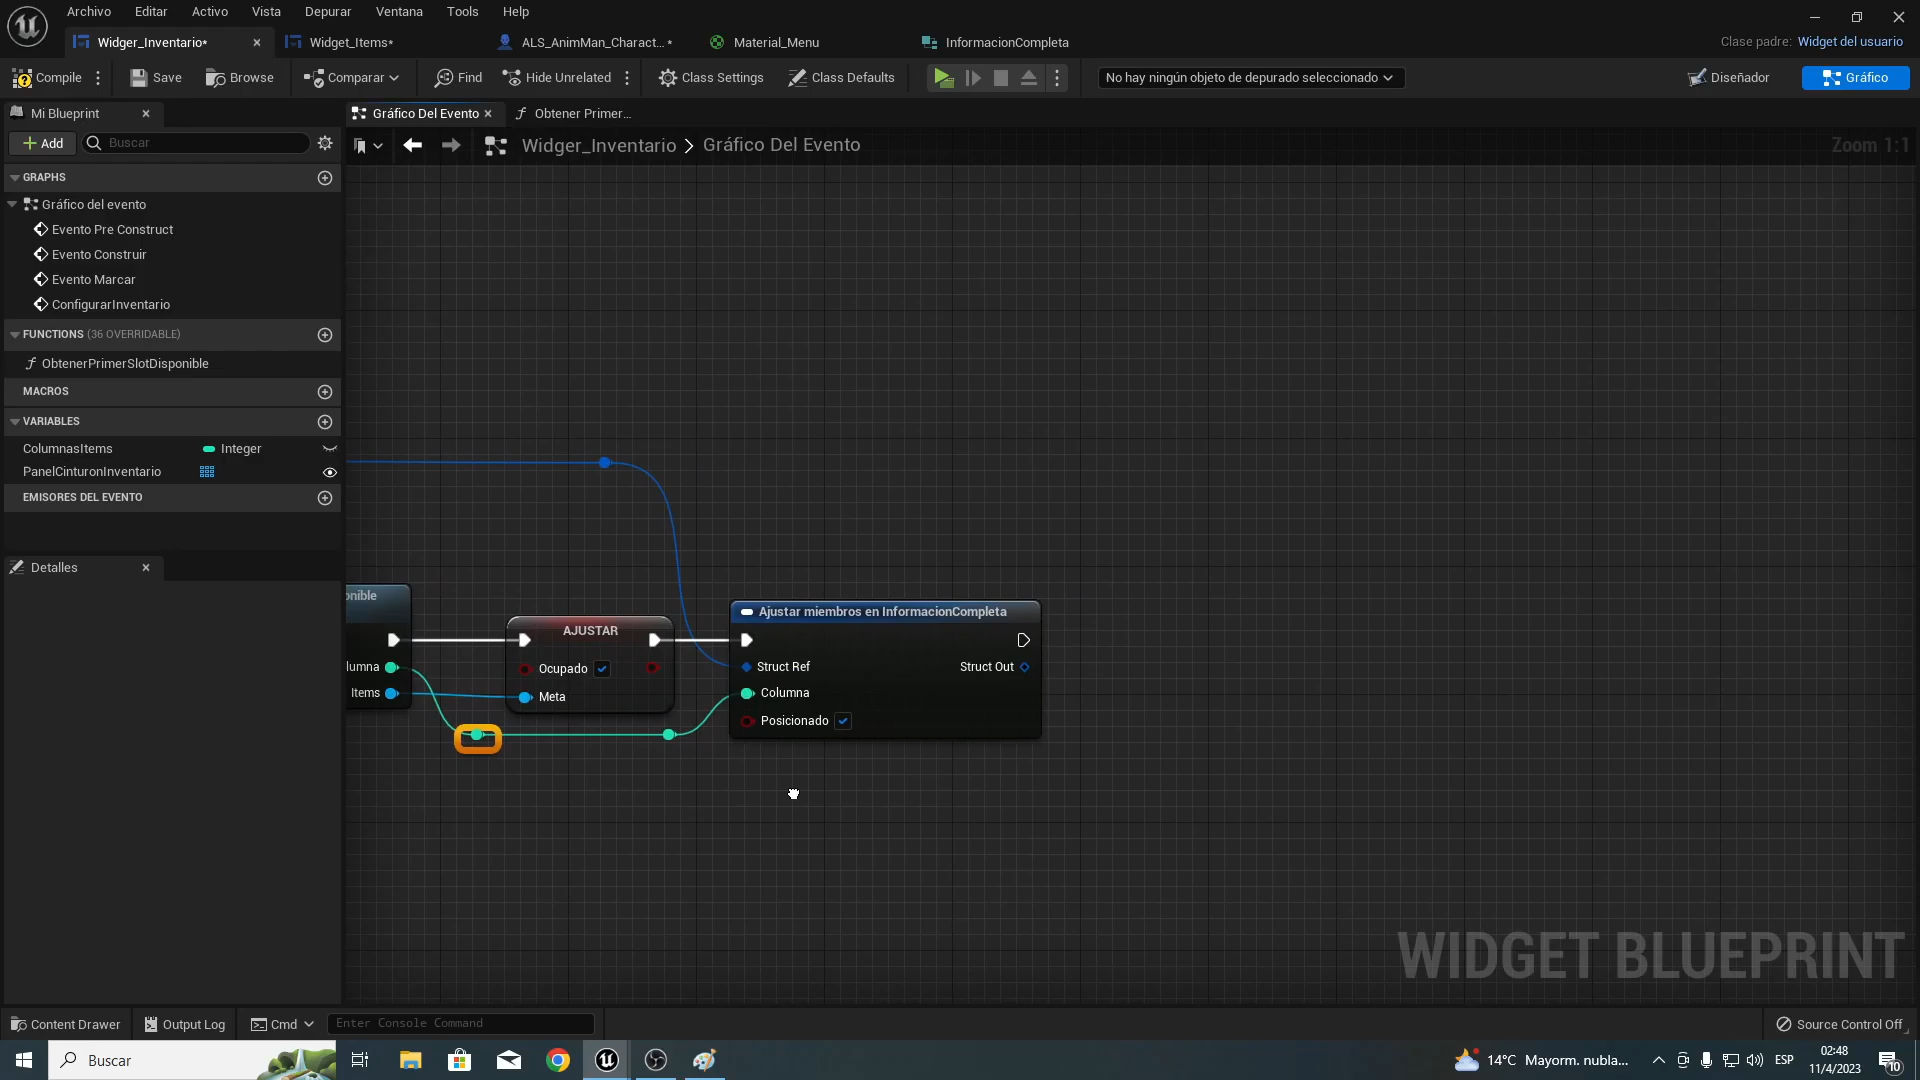 Archivo Editar Activo Vista Depurar Ventana Tools Help
Widger_Inventario* Widget_Items* ALS_AnimMan_Charact... * Material_Menu InformacionCompleta
Clase padre: Widget del usuario
Compile Save Browse Comparar Find Hide Unrelated Class Settings Class Defaults No hay ningún objeto de depurado seleccionado Diseñador Gráfico
Mi Blueprint Gráfico Del Evento Obtener Primer...
Add Buscar
Widger_Inventario > Gráfico Del Evento Zoom 1:1
GRAPHS
Gráfico del evento
Evento Pre Construct
Evento Construir
Evento Marcar
ConfigurarInventario
FUNCTIONS (36 OVERRIDABLE)
ObtenerPrimerSlotDisponible
MACROS
VARIABLES
ColumnasItems Integer
PanelCinturonInventario
EMISORES DEL EVENTO
Detalles
onible
lumna
Items
AJUSTAR
Ocupado
Meta
Ajustar miembros en InformacionCompleta
Struct Ref Struct Out
Columna
Posicionado
WIDGET BLUEPRINT
Content Drawer Output Log Cmd Enter Console Command Source Control Off
Buscar 14°C Mayorm. nubla... ESP 02:48
11/4/2023 10